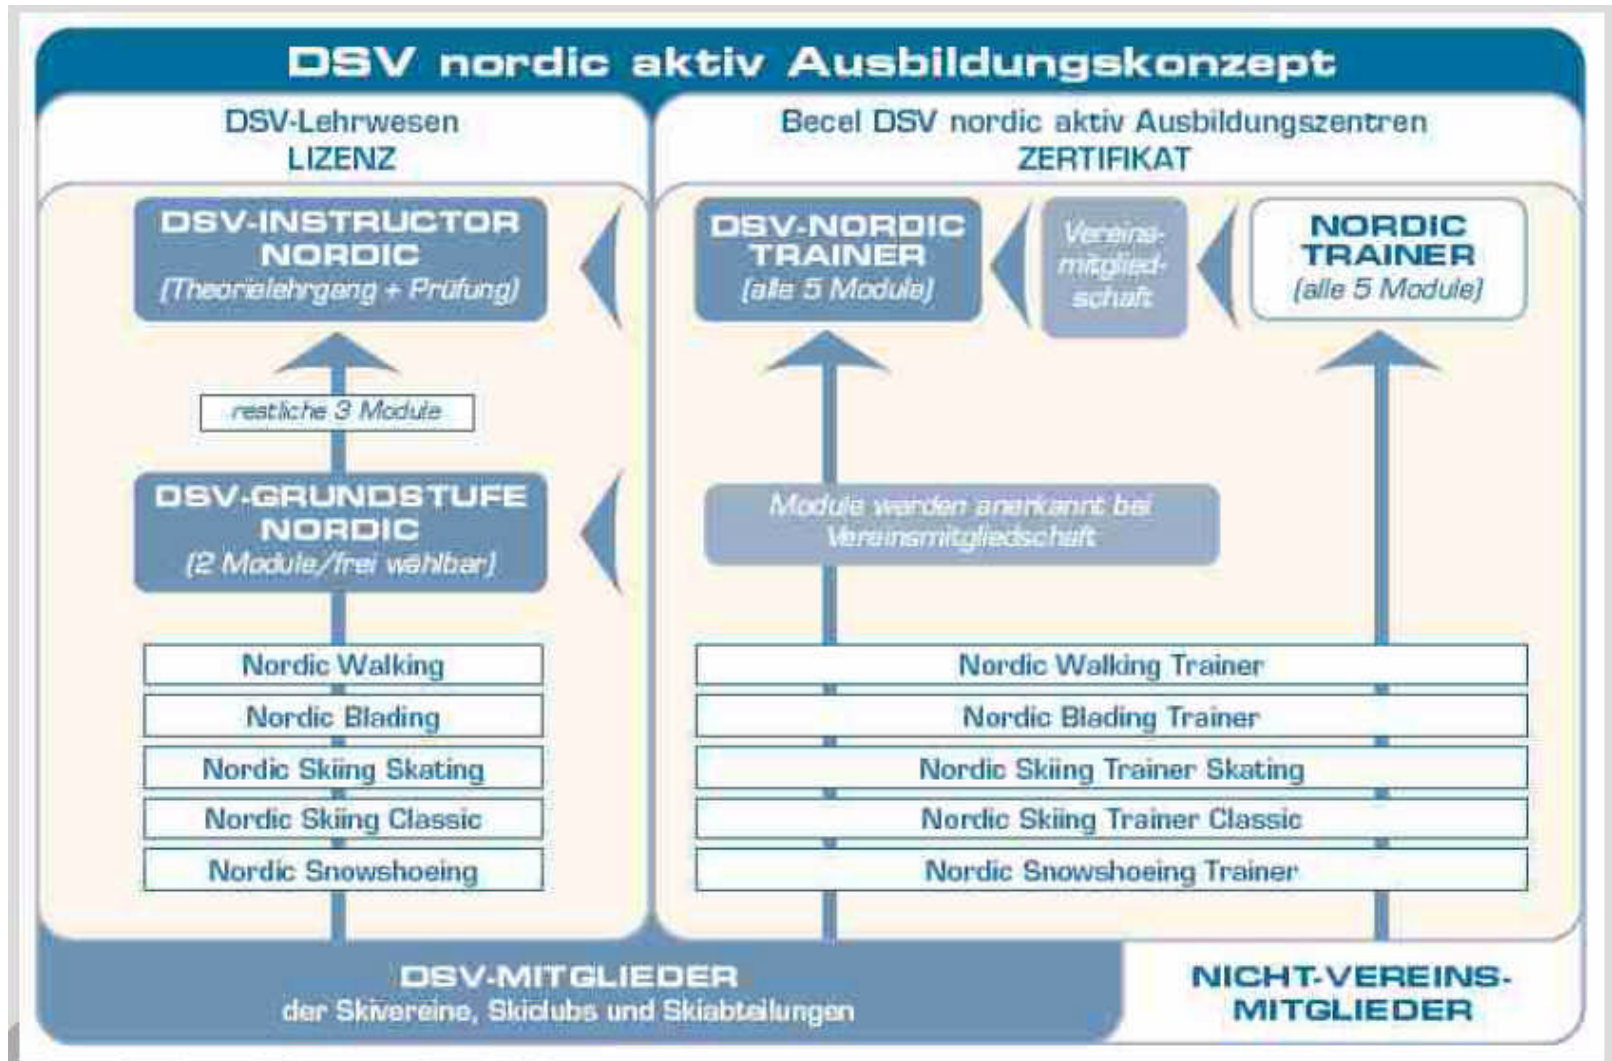 DSV nordic aktiv Ausbildungskonzept
DSV-Lehrwesen
LIZENZ
Becel DSV nordic aktiv Ausbildungszentren
ZERTIFIKAT
DSV-INSTRUCTOR
NORDIC
(Theorielehrgang + Prüfung)
DSV-NORDIC
TRAINER
(alle 5 Module)
Vereins-
mitglied-
schaft
NORDIC
TRAINER
(alle 5 Module)
restliche 3 Module
DSV-GRUNDSTUFE
NORDIC
(2 Module/frei wählbar)
Module werden anerkannt bei
Vereinsmitgliedschaft
Nordic Walking
Nordic Blading
Nordic Skiing Skating
Nordic Skiing Classic
Nordic Snowshoeing
Nordic Walking Trainer
Nordic Blading Trainer
Nordic Skiing Trainer Skating
Nordic Skiing Trainer Classic
Nordic Snowshoeing Trainer
DSV-MITGLIEDER
der Skivereine, Skiclubs und Skiabteilungen
NICHT-VEREINS-
MITGLIEDER